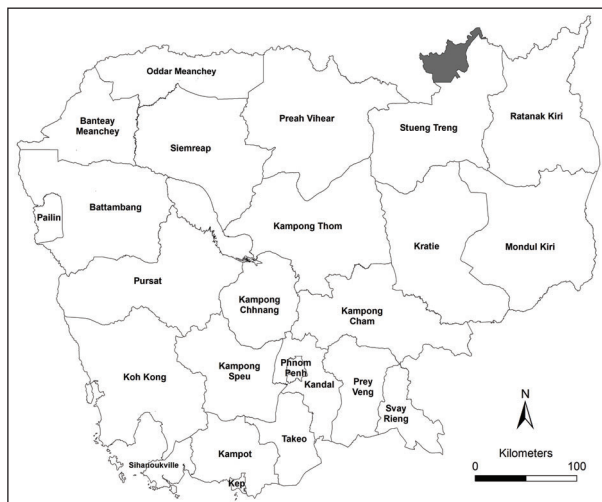 Oddar Meanchey
Banteay
Meanchey
Siemreap
Preah Vihear
Stueng Treng
Ratanak Kiri
Pailin
Battambang
Kampong Thom
Kratie
Mondul Kiri
Pursat
Kampong
Chhnang
Kampong
Cham
Koh Kong
Kampong
Speu
Phnom
Penh
Kandal
Prey
Veng
Svay
Rieng
Takeo
Sihanoukville
Kampot
Kep
N
Kilometers
0
100